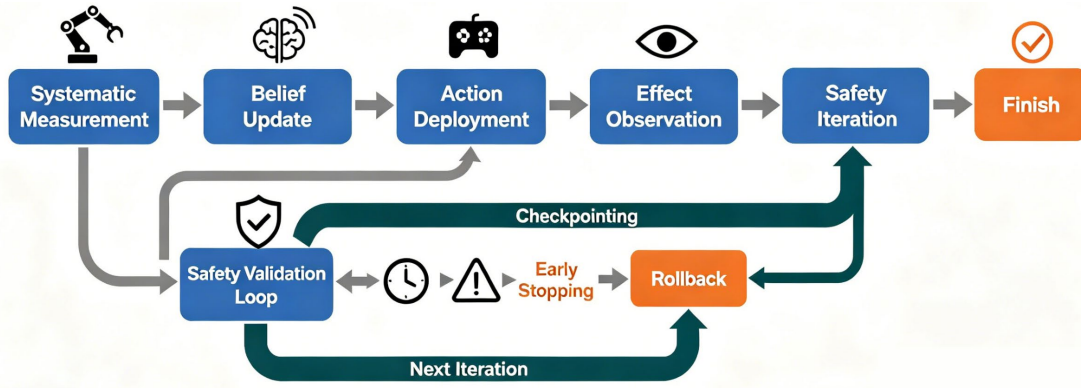 Systematic
Measurement
Belief
Update
Action
Deployment
Effect
Observation
Safety
Iteration
Finish
Checkpointing
Safety Validation
Loop
Early
Stopping
Rollback
Next Iteration